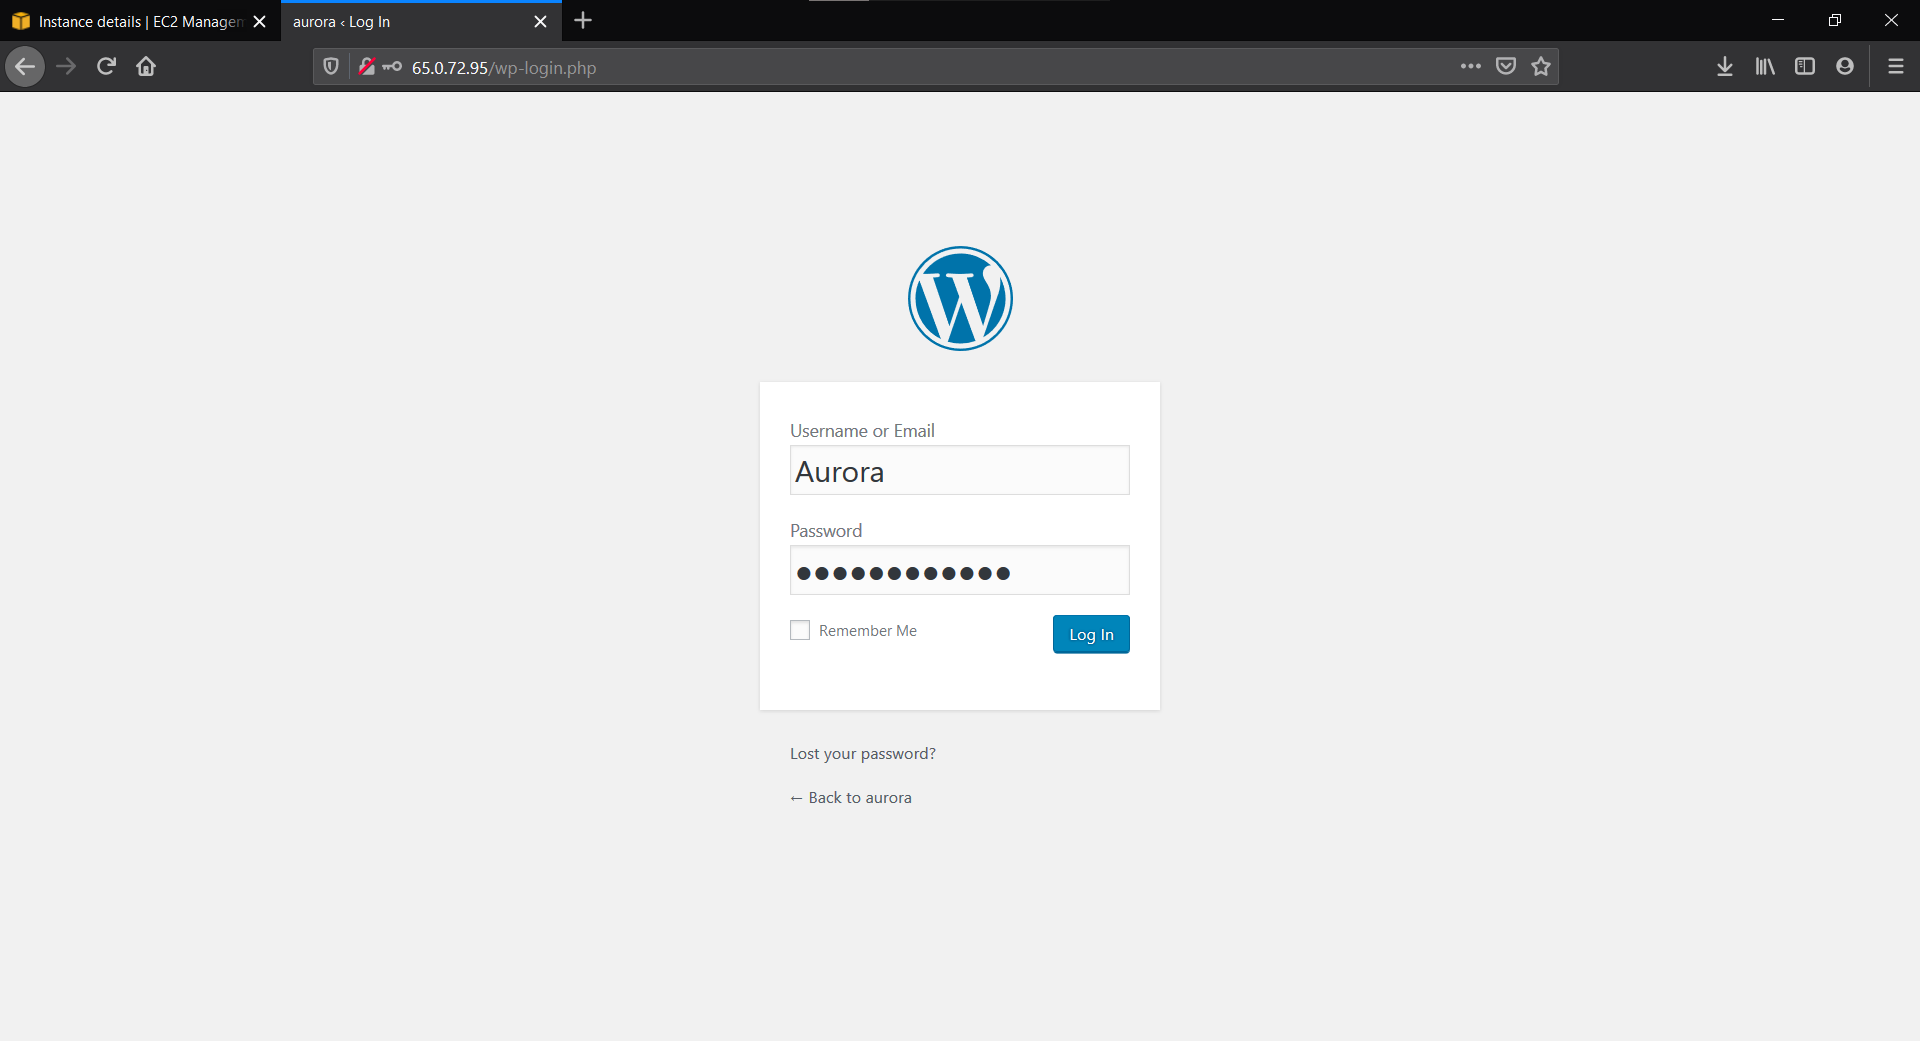 Instance details | EC2 Managem
aurora ‹ Log In
65.0.72.95/wp-login.php
Username or Email
Aurora
Password
●●●●●●●●●●●●
Remember Me
Log In
Lost your password?
← Back to aurora